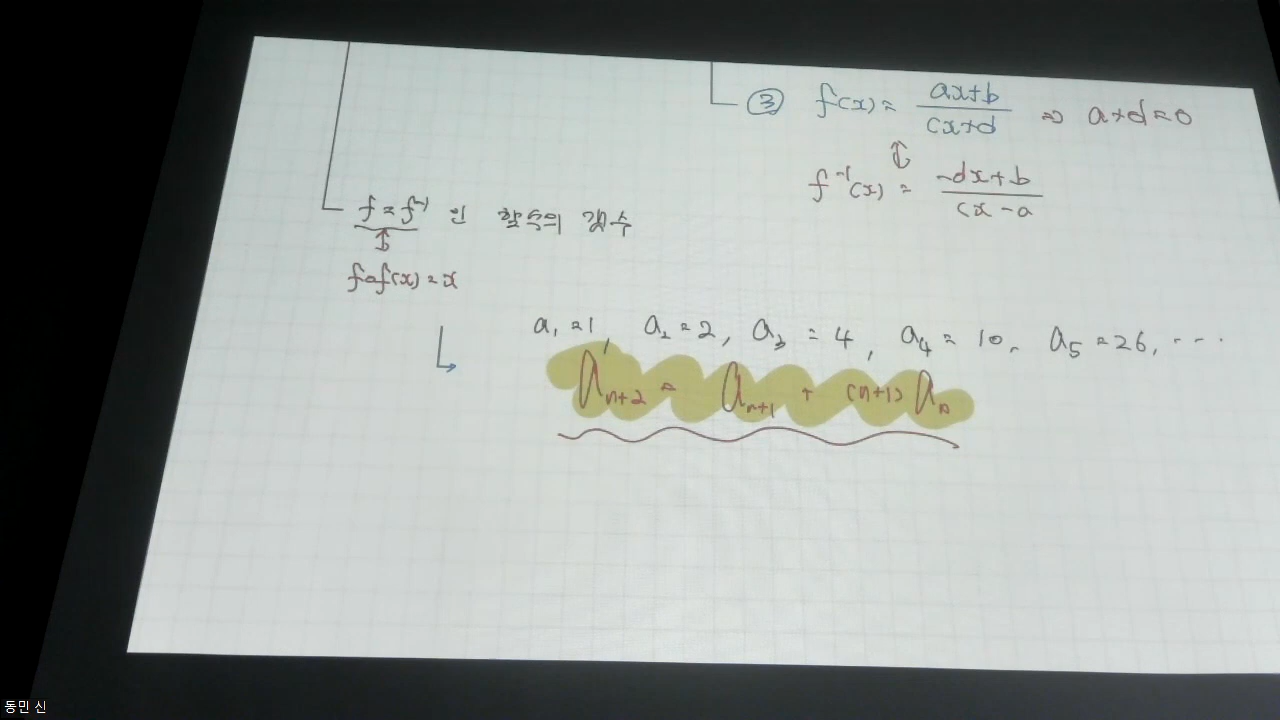 ③ f(x) = (ax+b)/(cx+d) ⇒ a+d=0
↕
f⁻¹(x) = (-dx+b)/(cx-a)
f=f⁻¹ 인 함수의 갯수
↕
f∘f(x)=x
↳ a₁=1, a₂=2, a₃=4, a₄=10, a₅=26, ...
aₙ₊₂ = aₙ₊₁ + (n+1)aₙ
동민 신